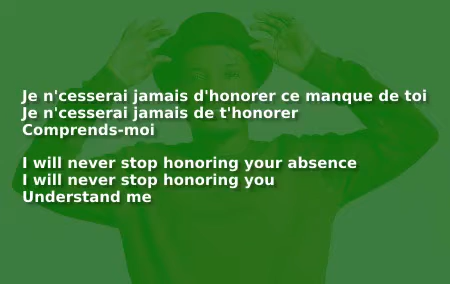 Je n'cesserai jamais d'honorer ce manque de toi
Je n'cesserai jamais de t'honorer
Comprends-moi
I will never stop honoring your absence
I will never stop honoring you
Understand me